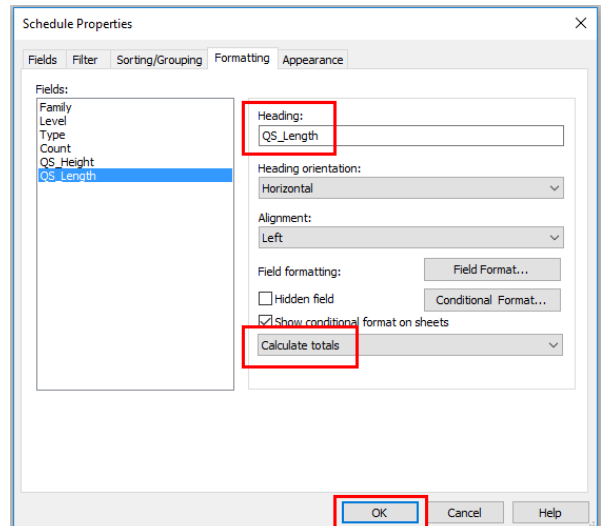 Schedule Properties
Fields Filter Sorting/Grouping Formatting Appearance
Fields:
Family
Level
Type
Count
QS_Height
QS_Length
Heading:
QS_Length
Heading orientation:
Horizontal
Alignment:
Left
Field formatting:
Field Format...
Hidden field
Conditional Format...
Show conditional format on sheets
Calculate totals
OK Cancel Help